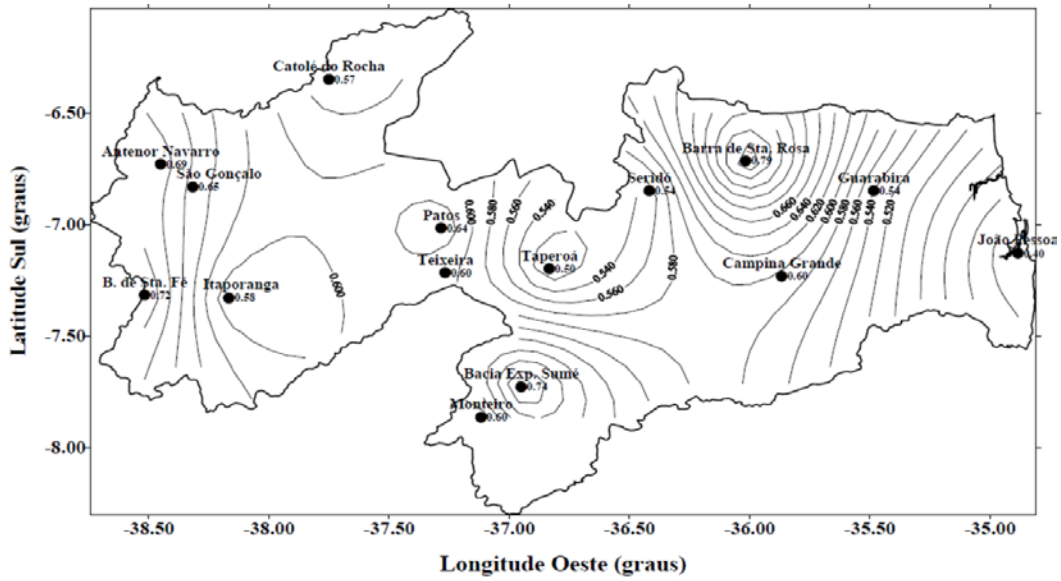 -6.50
-7.00
-7.50
-8.00
Latitude Sul (graus)
Catolé do Rocha
0.57
Antenor Navarro
0.69
São Gonçalo
0.65
Barra de Sta. Rosa
0.79
Seridó
0.54
Guarabira
0.54
Patos
0.64
Teixeira
0.60
Taperoá
0.50
Campina Grande
0.60
João Pessoa
0.40
B. de Sta. Fé
0.72
Itaporanga
0.58
Bacia Exp. Sumé
0.74
Monteiro
0.60
0.600
0.600
0.580
0.560
0.540
0.540
0.560
0.580
0.660
0.640
0.620
0.600
0.580
0.560
0.540
0.520
-38.50
-38.00
-37.50
-37.00
-36.50
-36.00
-35.50
-35.00
Longitude Oeste (graus)